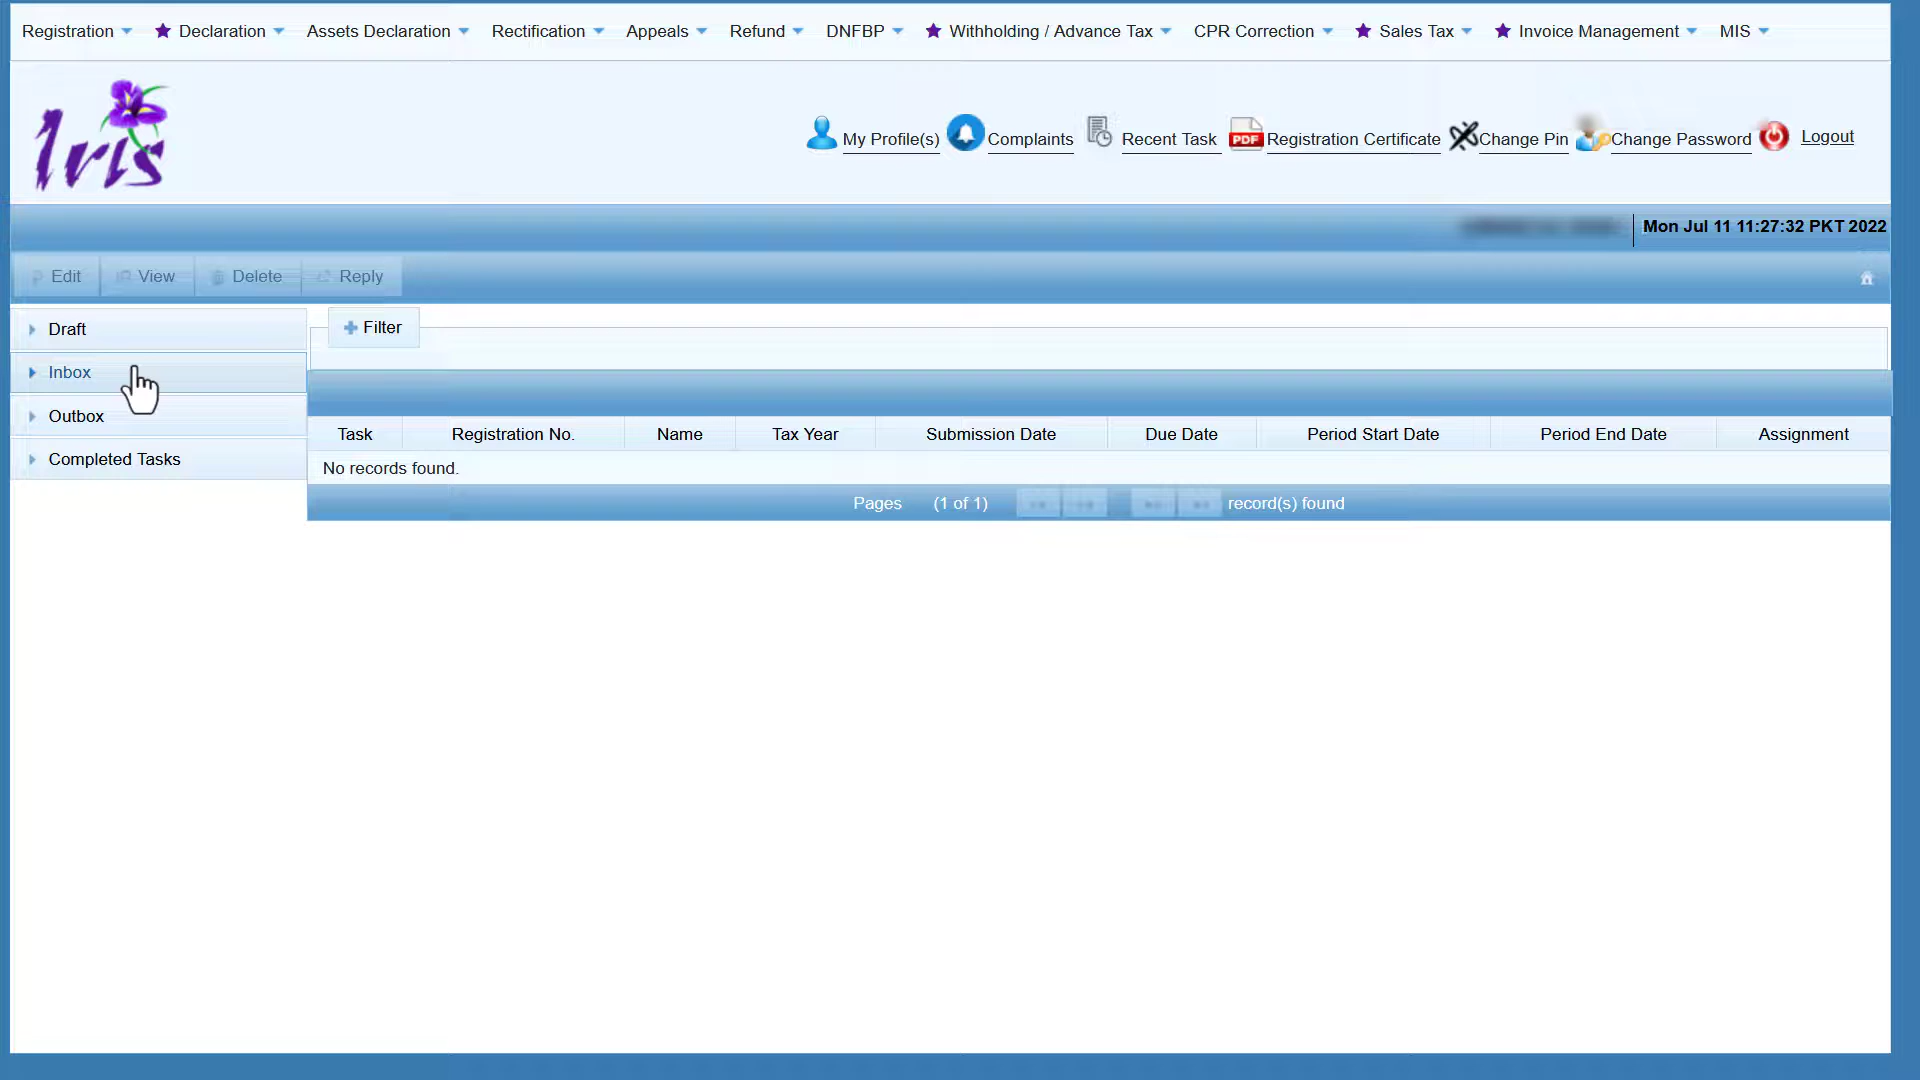 Registration Declaration Assets Declaration Rectification Appeals Refund DNFBP Withholding / Advance Tax CPR Correction Sales Tax Invoice Management MIS
Iris
My Profile(s) Complaints Recent Task PDF Registration Certificate Change Pin Change Password Logout
Mon Jul 11 11:27:32 PKT 2022
Edit View Delete Reply
Draft
Inbox
Outbox
Completed Tasks
Filter
Task Registration No. Name Tax Year Submission Date Due Date Period Start Date Period End Date Assignment
No records found.
Pages (1 of 1) record(s) found